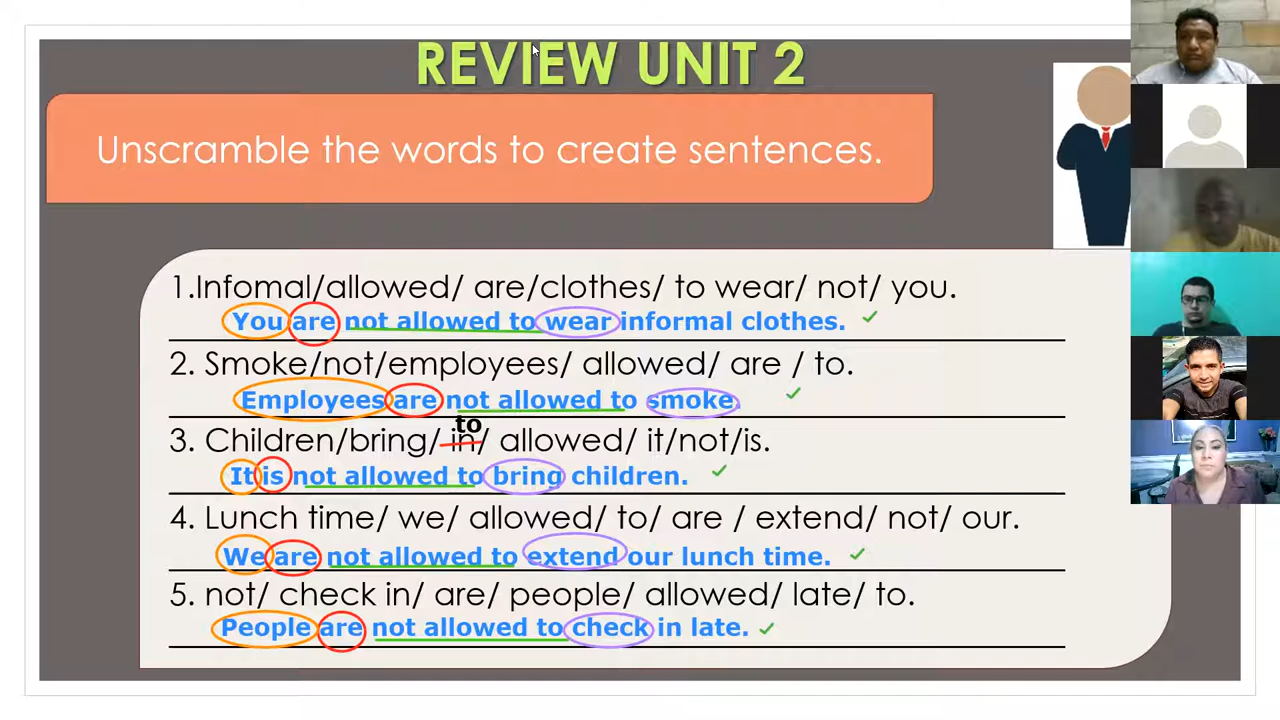 REVIEW UNIT 2
Unscramble the words to create sentences.
1.Infomal/allowed/ are/clothes/ to wear/ not/ you.
You are not allowed to wear informal clothes.
2. Smoke/not/employees/ allowed/ are / to.
Employees are not allowed to smoke.
to
3. Children/bring/ in/ allowed/ it/not/is.
It is not allowed to bring children.
4. Lunch time/ we/ allowed/ to/ are / extend/ not/ our.
We are not allowed to extend our lunch time.
5. not/ check in/ are/ people/ allowed/ late/ to.
People are not allowed to check in late.